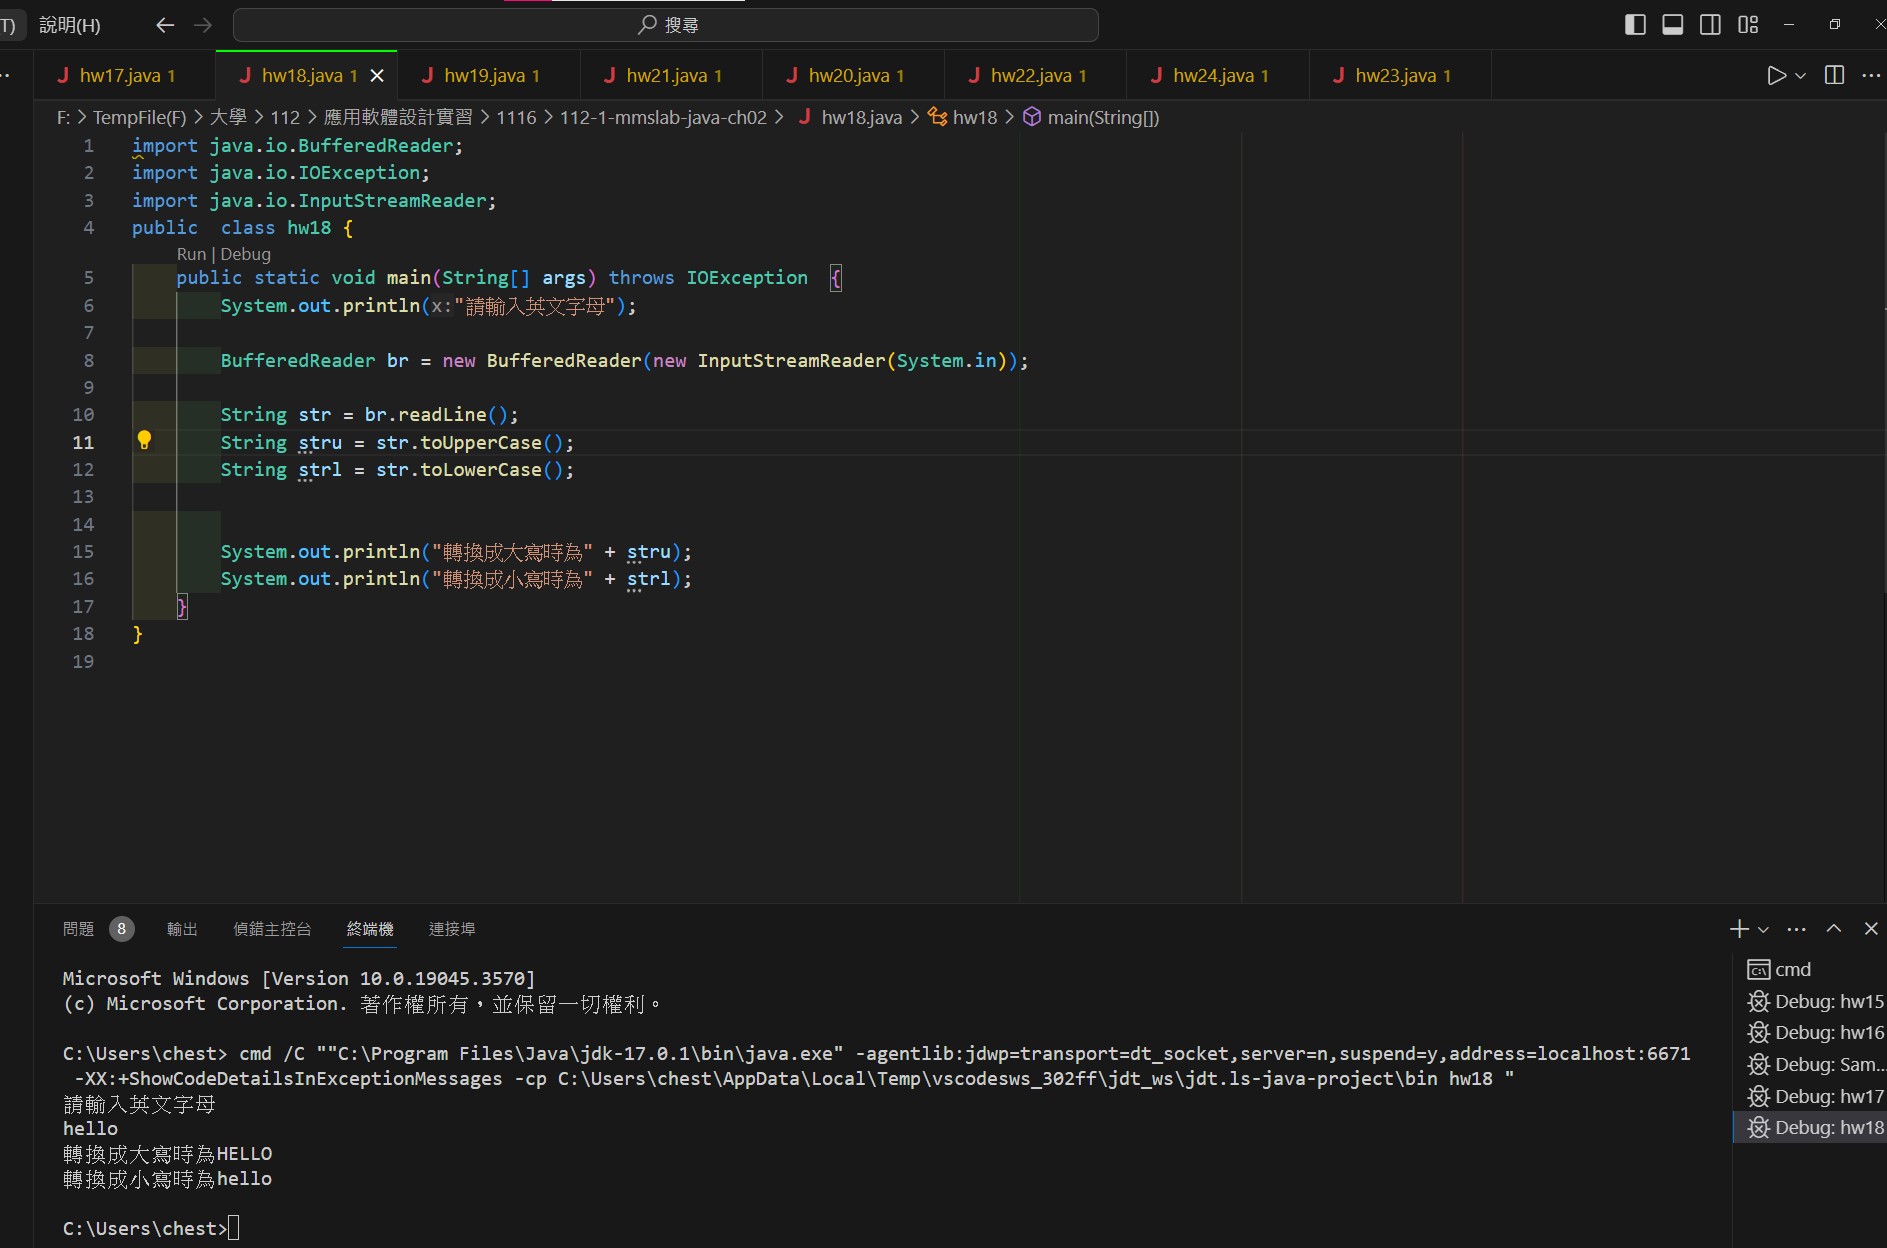 T) 說明(H) 搜尋
hw17.java 1 hw18.java 1 hw19.java 1 hw21.java 1 hw20.java 1 hw22.java 1 hw24.java 1 hw23.java 1
F: > TempFile(F) > 大學 > 112 > 應用軟體設計實習 > 1116 > 112-1-mmslab-java-ch02 > J hw18.java > hw18 > main(String[])
1 import java.io.BufferedReader;
2 import java.io.IOException;
3 import java.io.InputStreamReader;
4 public  class hw18 {
Run | Debug
5 public static void main(String[] args) throws IOException  {
6 System.out.println(x:"請輸入英文字母");
7
8 BufferedReader br = new BufferedReader(new InputStreamReader(System.in));
9
10 String str = br.readLine();
11 String stru = str.toUpperCase();
12 String strl = str.toLowerCase();
13
14
15 System.out.println("轉換成大寫時為" + stru);
16 System.out.println("轉換成小寫時為" + strl);
17 }
18 }
19
問題 8 輸出 偵錯主控台 終端機 連接埠
Microsoft Windows [Version 10.0.19045.3570]
(c) Microsoft Corporation. 著作權所有，並保留一切權利。
C:\Users\chest> cmd /C ""C:\Program Files\Java\jdk-17.0.1\bin\java.exe" -agentlib:jdwp=transport=dt_socket,server=n,suspend=y,address=localhost:6671
-XX:+ShowCodeDetailsInExceptionMessages -cp C:\Users\chest\AppData\Local\Temp\vscodesws_302ff\jdt_ws\jdt.ls-java-project\bin hw18 "
請輸入英文字母
hello
轉換成大寫時為HELLO
轉換成小寫時為hello
C:\Users\chest>
cmd
Debug: hw15
Debug: hw16
Debug: Sam...
Debug: hw17
Debug: hw18